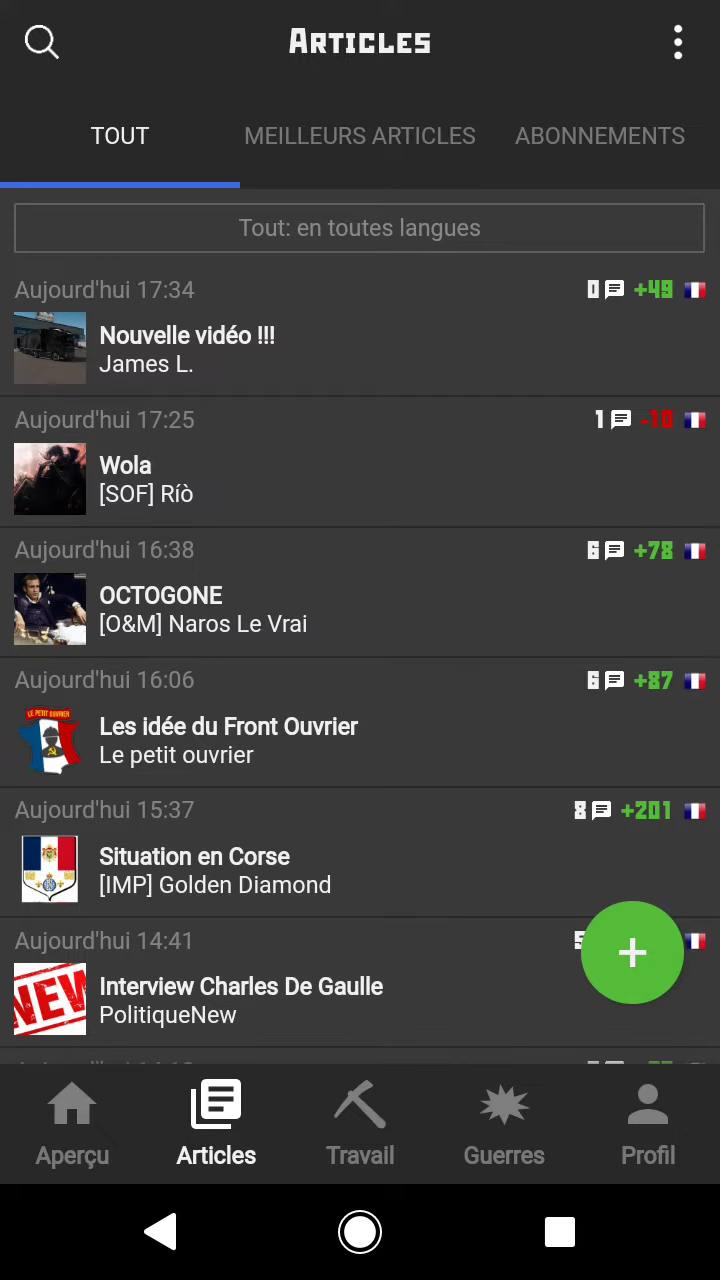 Articles
TOUT
MEILLEURS ARTICLES
ABONNEMENTS
Tout: en toutes langues
Aujourd'hui 17:34
0 +49
Nouvelle vidéo !!!
James L.
Aujourd'hui 17:25
1 -10
Wola
[SOF] Ríò
Aujourd'hui 16:38
6 +78
OCTOGONE
[O&M] Naros Le Vrai
Aujourd'hui 16:06
6 +87
LE PETIT OUVRIER
Les idée du Front Ouvrier
Le petit ouvrier
Aujourd'hui 15:37
8 +201
Situation en Corse
[IMP] Golden Diamond
Aujourd'hui 14:41
NEW
Interview Charles De Gaulle
PolitiqueNew
+
Aperçu
Articles
Travail
Guerres
Profil